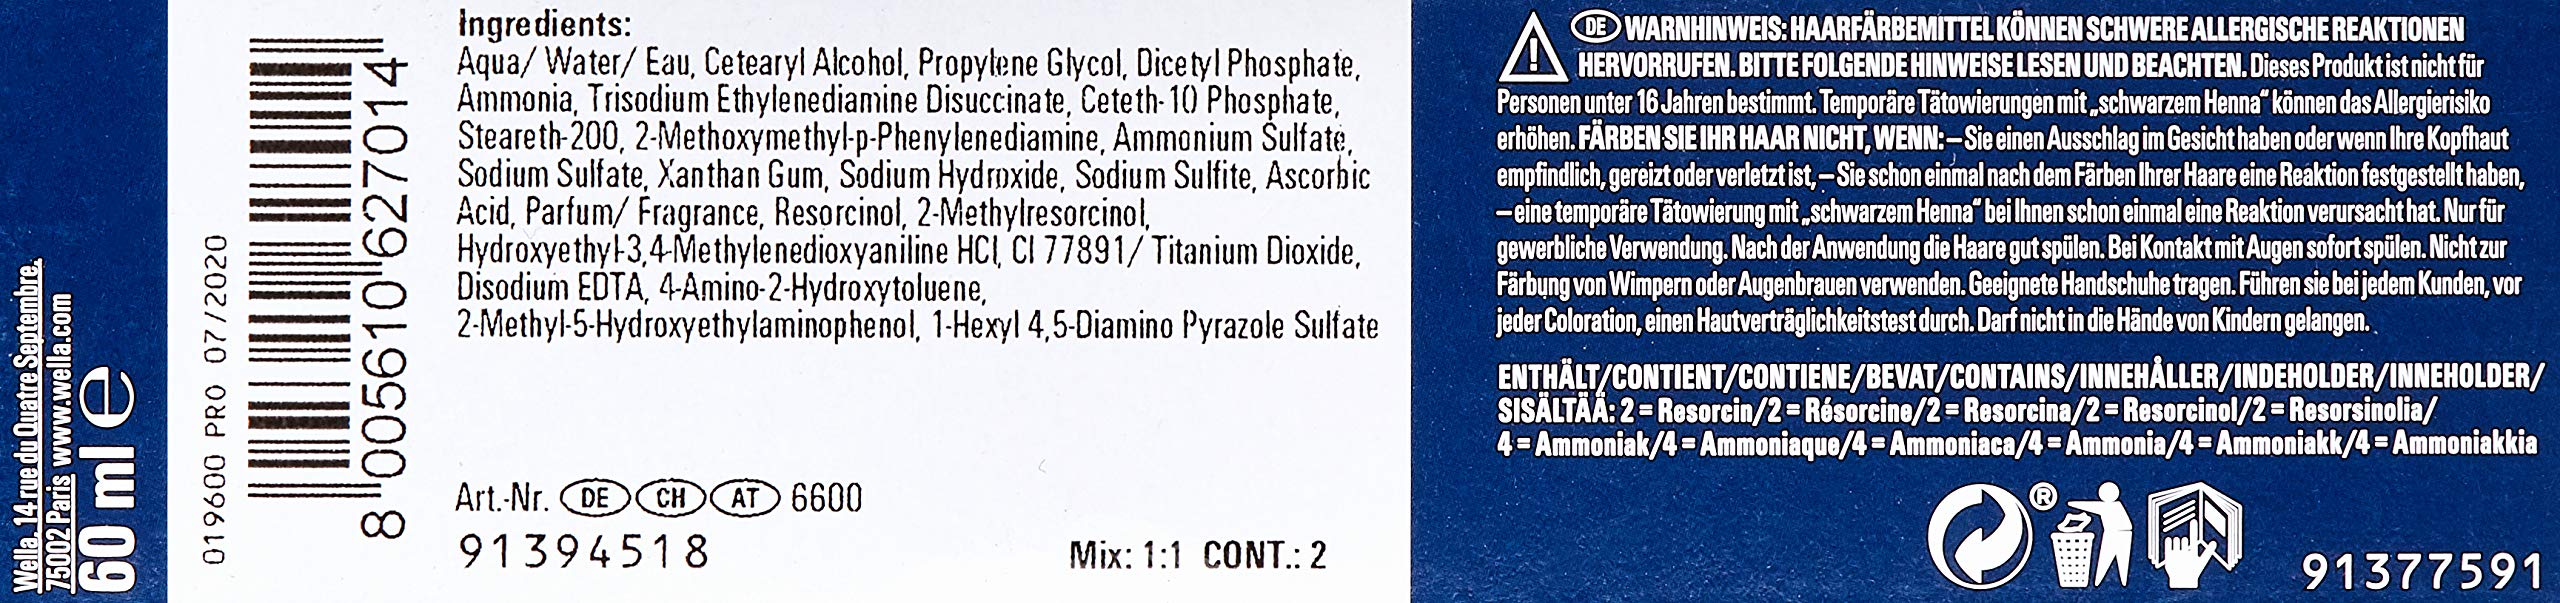 Wella, 14 rue du Quatre Septembre,
75002 Paris www.wella.com
60 ml e
019600 PRO 07/2020
8 005610 627014
Ingredients:
Aqua/ Water/ Eau, Cetearyl Alcohol, Propylene Glycol, Dicetyl Phosphate,
Ammonia, Trisodium Ethylenediamine Disuccinate, Ceteth-10 Phosphate,
Steareth-200, 2-Methoxymethyl-p-Phenylenediamine, Ammonium Sulfate,
Sodium Sulfate, Xanthan Gum, Sodium Hydroxide, Sodium Sulfite, Ascorbic
Acid, Parfum/ Fragrance, Resorcinol, 2-Methylresorcinol,
Hydroxyethyl-3,4-Methylenedioxyaniline HCl, CI 77891/ Titanium Dioxide,
Disodium EDTA, 4-Amino-2-Hydroxytoluene,
2-Methyl-5-Hydroxyethylaminophenol, 1-Hexyl 4,5-Diamino Pyrazole Sulfate
Art.-Nr. DE CH AT 6600
91394518
Mix: 1:1 CONT.: 2
DE WARNHINWEIS: HAARFÄRBEMITTEL KÖNNEN SCHWERE ALLERGISCHE REAKTIONEN
HERVORRUFEN. BITTE FOLGENDE HINWEISE LESEN UND BEACHTEN. Dieses Produkt ist nicht für
Personen unter 16 Jahren bestimmt. Temporäre Tätowierungen mit „schwarzem Henna“ können das Allergierisiko
erhöhen. FÄRBEN SIE IHR HAAR NICHT, WENN: – Sie einen Ausschlag im Gesicht haben oder wenn Ihre Kopfhaut
empfindlich, gereizt oder verletzt ist, – Sie schon einmal nach dem Färben Ihrer Haare eine Reaktion festgestellt haben,
– eine temporäre Tätowierung mit „schwarzem Henna“ bei Ihnen schon einmal eine Reaktion verursacht hat. Nur für
gewerbliche Verwendung. Nach der Anwendung die Haare gut spülen. Bei Kontakt mit Augen sofort spülen. Nicht zur
Färbung von Wimpern oder Augenbrauen verwenden. Geeignete Handschuhe tragen. Führen sie bei jedem Kunden, vor
jeder Coloration, einen Hautverträglichkeitstest durch. Darf nicht in die Hände von Kindern gelangen.
ENTHÄLT/CONTIENT/CONTIENE/BEVAT/CONTAINS/INNEHÅLLER/INDEHOLDER/INNEHOLDER/
SISÄLTÄÄ: 2 = Resorcin/2 = Résorcine/2 = Resorcina/2 = Resorcinol/2 = Resorsinolia/
4 = Ammoniak/4 = Ammoniaque/4 = Ammoniaca/4 = Ammonia/4 = Ammoniakk/4 = Ammoniakkia
®
91377591